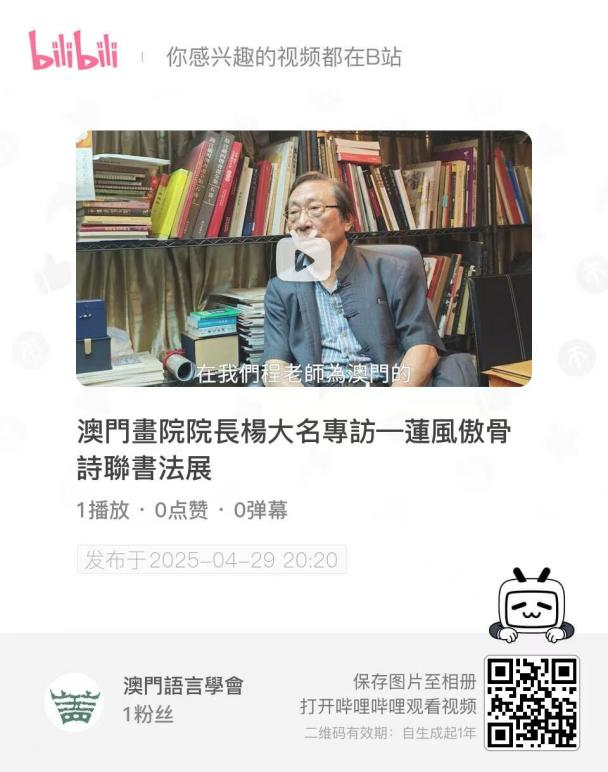 bilibili
你感兴趣的视频都在B站
在我們程老師為澳門的
澳門畫院院長楊大名專訪—蓮風傲骨
詩聯書法展
1播放 · 0点赞 · 0弹幕
发布于2025-04-29 20:20
澳門語言學會
1粉丝
保存图片至相册
打开哔哩哔哩观看视频
二维码有效期：自生成起1年